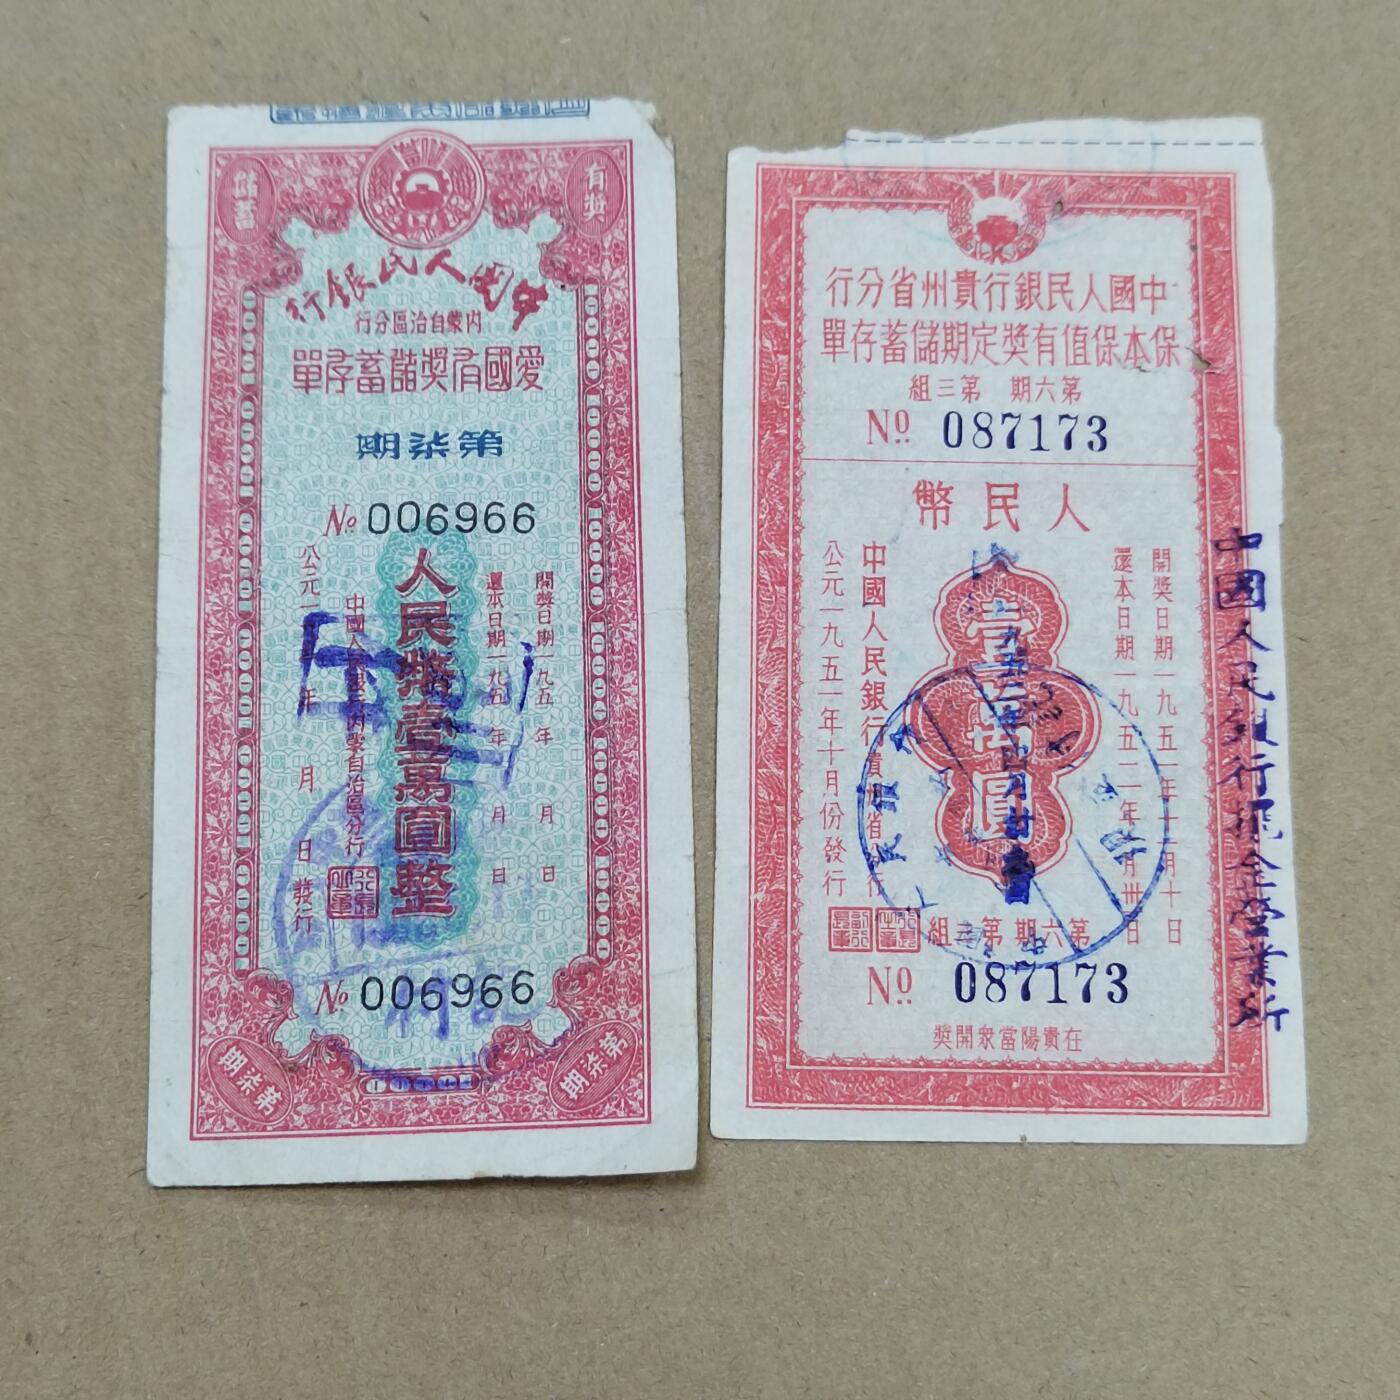 儲蓄
有獎
中國人民銀行
內蒙自治區分行
愛國有獎儲蓄存單
第柒期
No 006966
開獎日期一九五 年 月 日
還本日期一九五 年 月 日
人民幣壹萬圓整
中國人民銀行內蒙自治區分行
公元一 年 月 日發行
No 006966
第柒期
第柒期
中國人民銀行貴州省分行
保本保值有獎定期儲蓄存單
第六期 第三組
No. 087173
人民幣
開獎日期一九五一年十二月十日
還本日期一九五二年 月卅日
壹萬圓
中國人民銀行貴州省分行
公元一九五一年十月份發行
第六期 第三組
No. 087173
在貴陽當眾開獎
中國人民銀行 金營業所